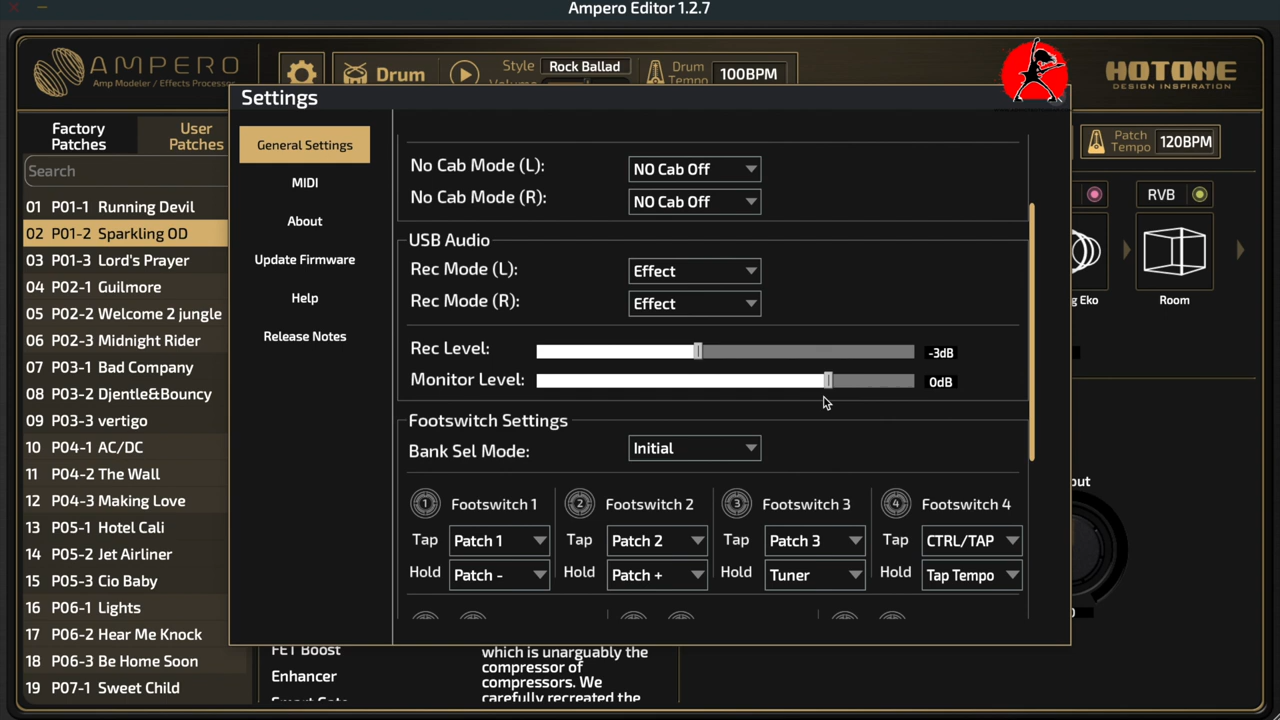 Ampero Editor 1.2.7
AMPERO
Amp Modeler / Effects Processor
Drum
Style
Rock Ballad
Drum
Tempo
100BPM
HOTONE
DESIGN INSPIRATION
Settings
Factory
Patches
User
Patches
Search
01 P01-1 Running Devil
02 P01-2 Sparkling OD
03 P01-3 Lord's Prayer
04 P02-1 Guilmore
05 P02-2 Welcome 2 jungle
06 P02-3 Midnight Rider
07 P03-1 Bad Company
08 P03-2 Djentle&Bouncy
09 P03-3 vertigo
10 P04-1 AC/DC
11 P04-2 The Wall
12 P04-3 Making Love
13 P05-1 Hotel Cali
14 P05-2 Jet Airliner
15 P05-3 Cio Baby
16 P06-1 Lights
17 P06-2 Hear Me Knock
18 P06-3 Be Home Soon
19 P07-1 Sweet Child
General Settings
MIDI
About
Update Firmware
Help
Release Notes
No Cab Mode (L): NO Cab Off
No Cab Mode (R): NO Cab Off
USB Audio
Rec Mode (L): Effect
Rec Mode (R): Effect
Rec Level: -3dB
Monitor Level: 0dB
Footswitch Settings
Bank Sel Mode: Initial
1 Footswitch 1 2 Footswitch 2 3 Footswitch 3 4 Footswitch 4
Tap Patch 1 Tap Patch 2 Tap Patch 3 Tap CTRL/TAP
Hold Patch - Hold Patch + Hold Tuner Hold Tap Tempo
Patch
Tempo
120BPM
RVB
Room
FET Boost
Enhancer
which is unarguably the
compressor of
compressors. We
carefully recreated the